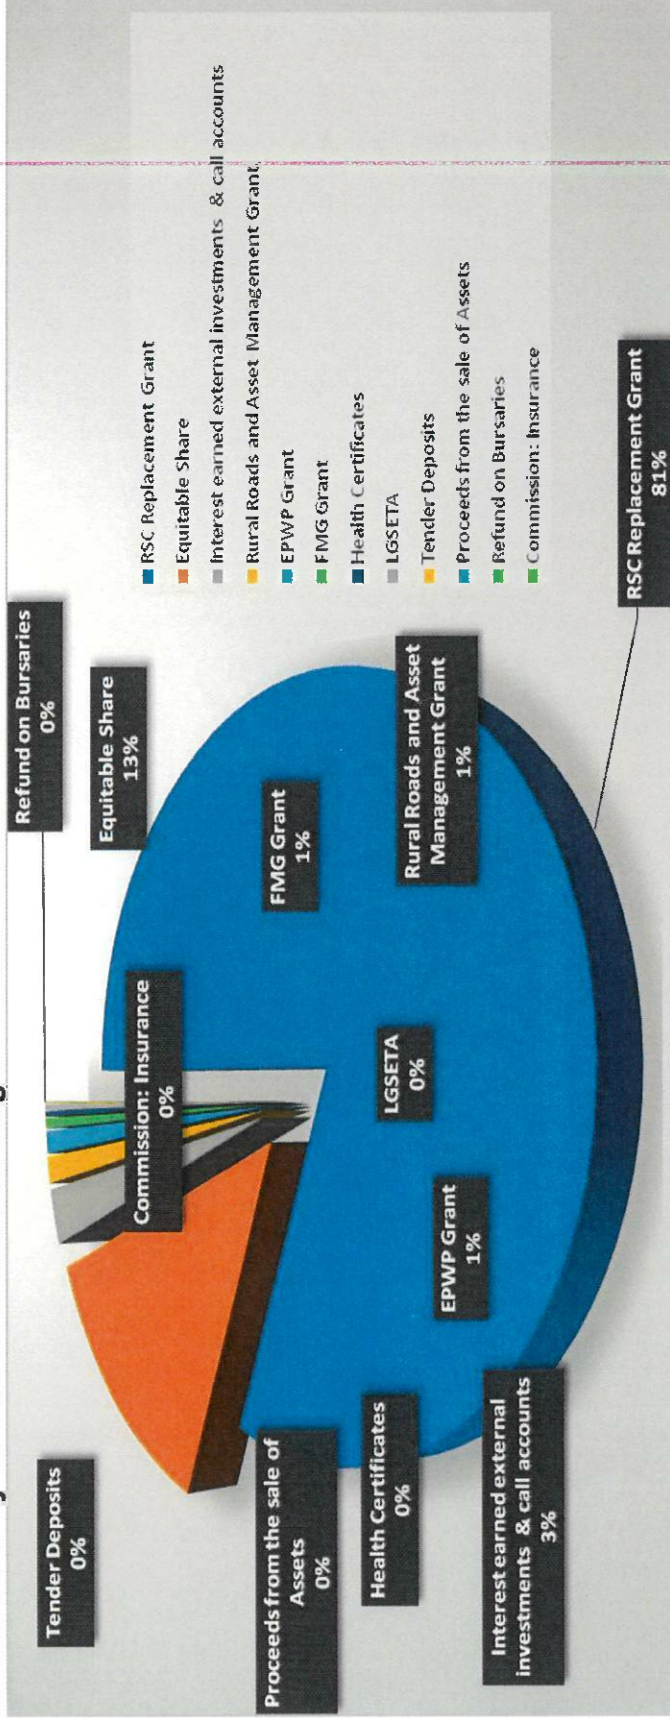 Refund on Bursaries
0%
Tender Deposits
0%
Equitable Share
13%
Commission: Insurance
0%
FMG Grant
1%
Proceeds from the sale of
Assets
0%
Health Certificates
0%
LGSETA
0%
Rural Roads and Asset
Management Grant
1%
EPWP Grant
1%
Interest earned external
investments & call accounts
3%
RSC Replacement Grant
81%
RSC Replacement Grant
Equitable Share
Interest earned external investments & call accounts
Rural Roads and Asset Management Grant
EPWP Grant
FMG Grant
Health Certificates
LGSETA
Tender Deposits
Proceeds from the sale of Assets
Refund on Bursaries
Commission: Insurance